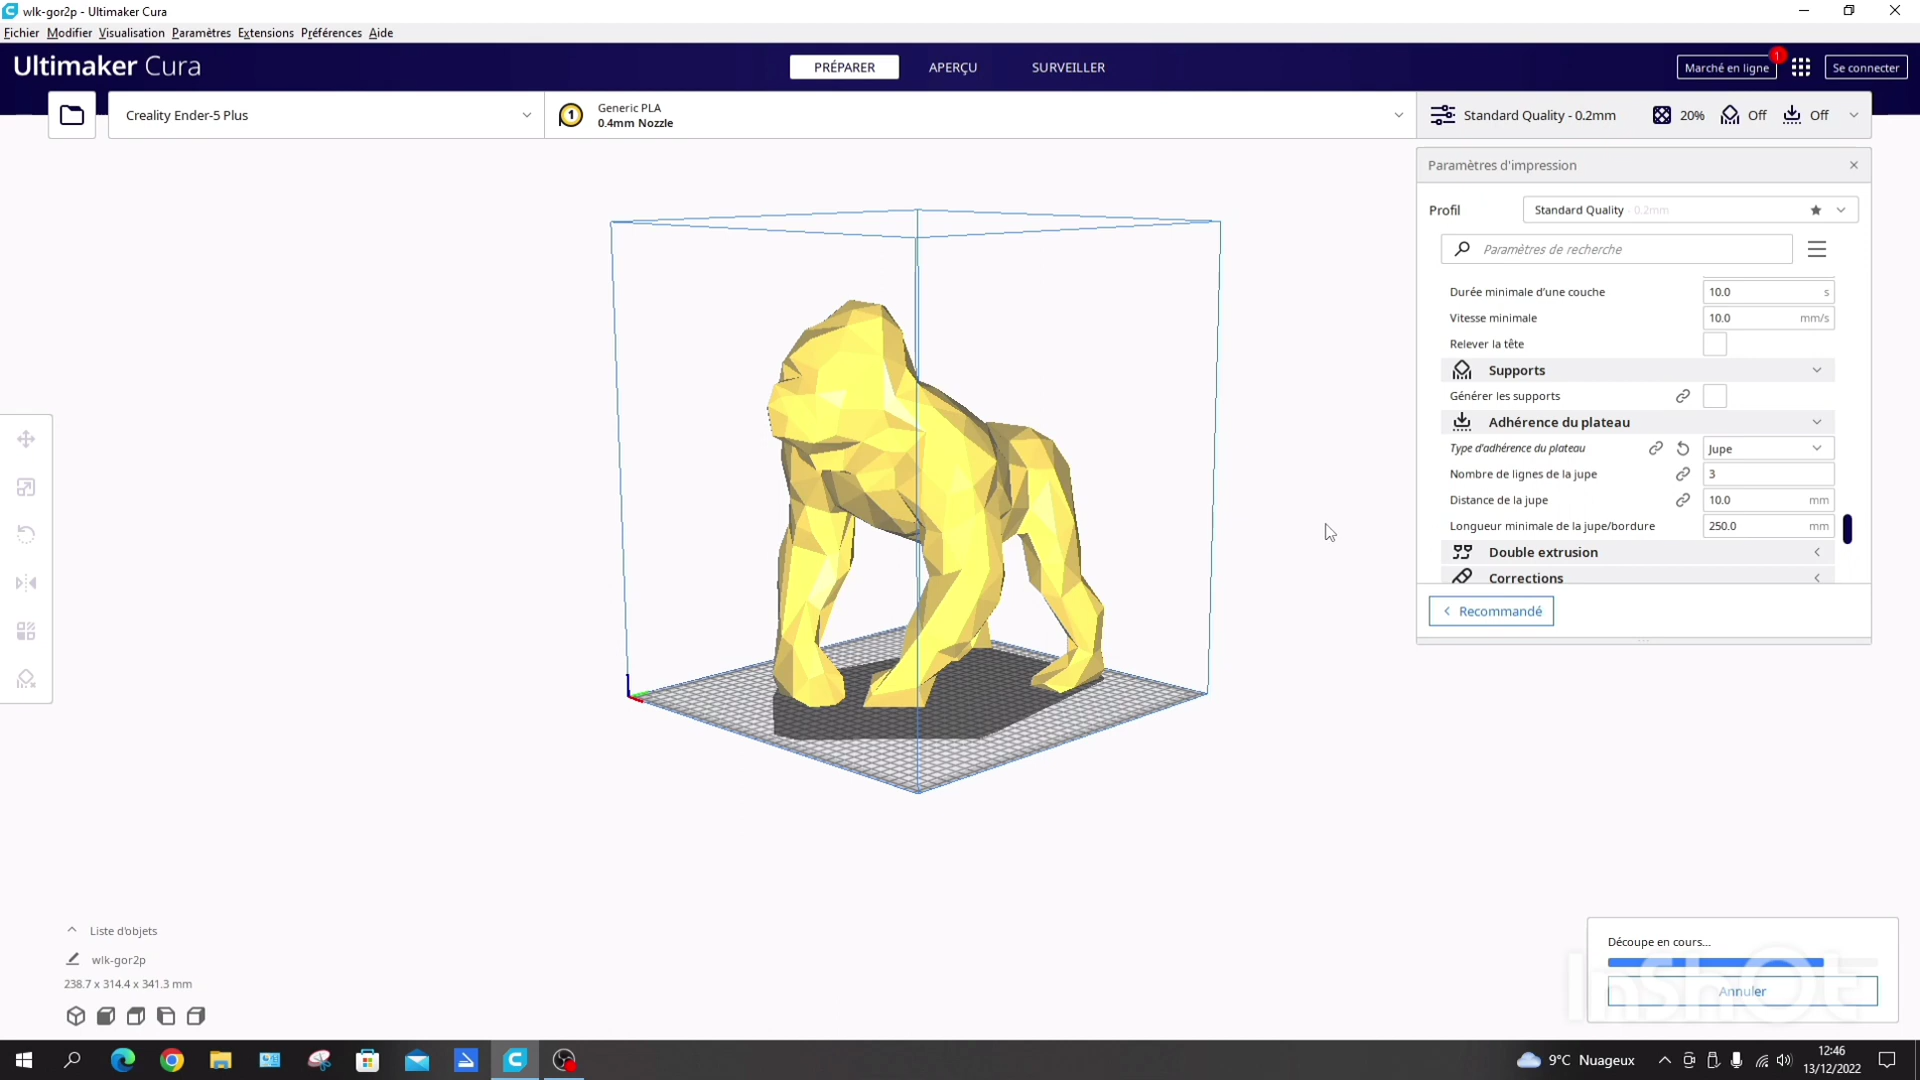 wlk-gor2p - Ultimaker Cura
Fichier Modifier Visualisation Paramètres Extensions Préférences Aide
Ultimaker Cura
PRÉPARER APERÇU SURVEILLER
Marché en ligne 1 Se connecter
Creality Ender-5 Plus
1 Generic PLA
0.4mm Nozzle
Standard Quality - 0.2mm 20% Off Off
Paramètres d'impression
Profil Standard Quality - 0.2mm
Paramètres de recherche
Durée minimale d'une couche 10.0 s
Vitesse minimale 10.0 mm/s
Relever la tête
Supports
Générer les supports
Adhérence du plateau
Type d'adhérence du plateau Jupe
Nombre de lignes de la jupe 3
Distance de la jupe 10.0 mm
Longueur minimale de la jupe/bordure 250.0 mm
Double extrusion
Corrections
Recommandé
Liste d'objets
wlk-gor2p
238.7 x 314.4 x 341.3 mm
Découpe en cours...
Annuler
InShOt
9°C Nuageux
12:46
13/12/2022